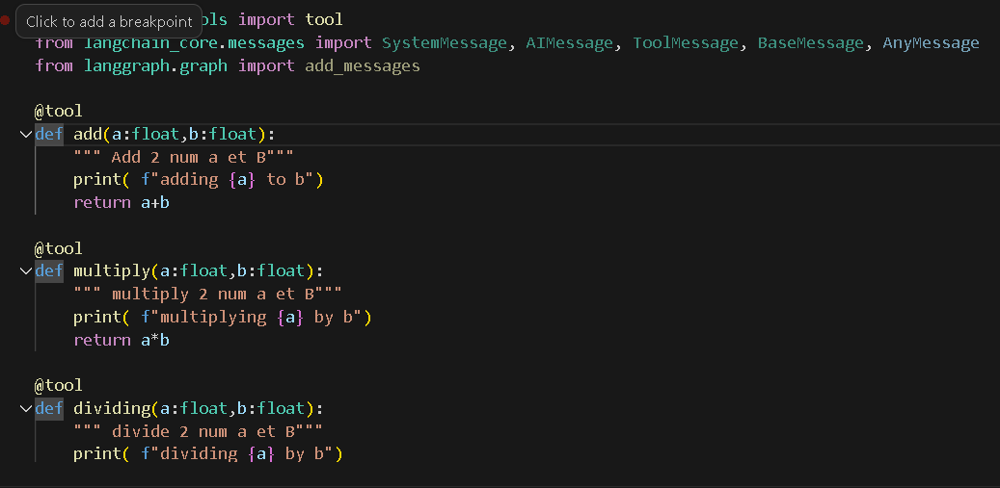 Click to add a breakpoint ols import tool
from langchain_core.messages import SystemMessage, AIMessage, ToolMessage, BaseMessage, AnyMessage
from langgraph.graph import add_messages
@tool
def add(a:float,b:float):
""" Add 2 num a et B"""
print( f"adding {a} to b")
return a+b
@tool
def multiply(a:float,b:float):
""" multiply 2 num a et B"""
print( f"multiplying {a} by b")
return a*b
@tool
def dividing(a:float,b:float):
""" divide 2 num a et B"""
print( f"dividing {a} by b")